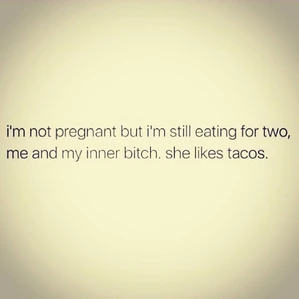 i'm not pregnant but i'm still eating for two,
me and my inner bitch. she likes tacos.